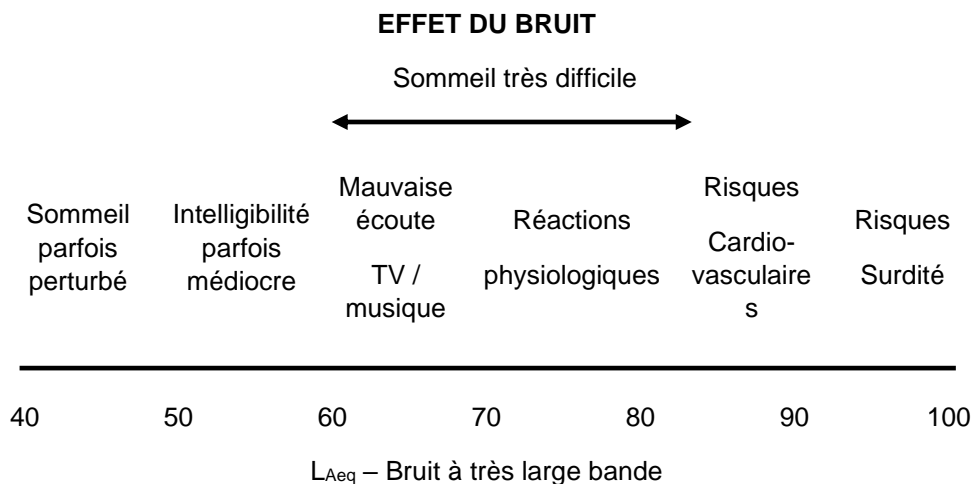 EFFET DU BRUIT
Sommeil très difficile
Sommeil
parfois
perturbé
Intelligibilité
parfois
médiocre
Mauvaise
écoute
TV /
musique
Réactions
physiologiques
Risques
Cardio-
vasculaire
s
Risques
Surdité
40 50 60 70 80 90 100
LAeq – Bruit à très large bande